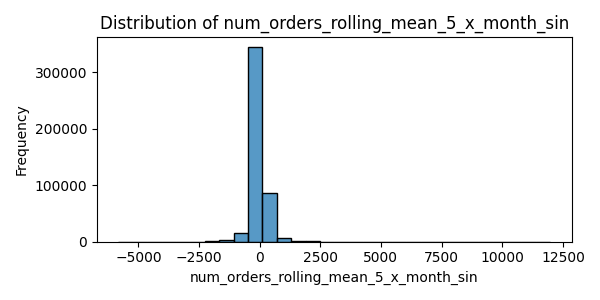 Distribution of num_orders_rolling_mean_5_x_month_sin
Frequency
300000
200000
100000
0
−5000 −2500 0 2500 5000 7500 10000 12500
num_orders_rolling_mean_5_x_month_sin